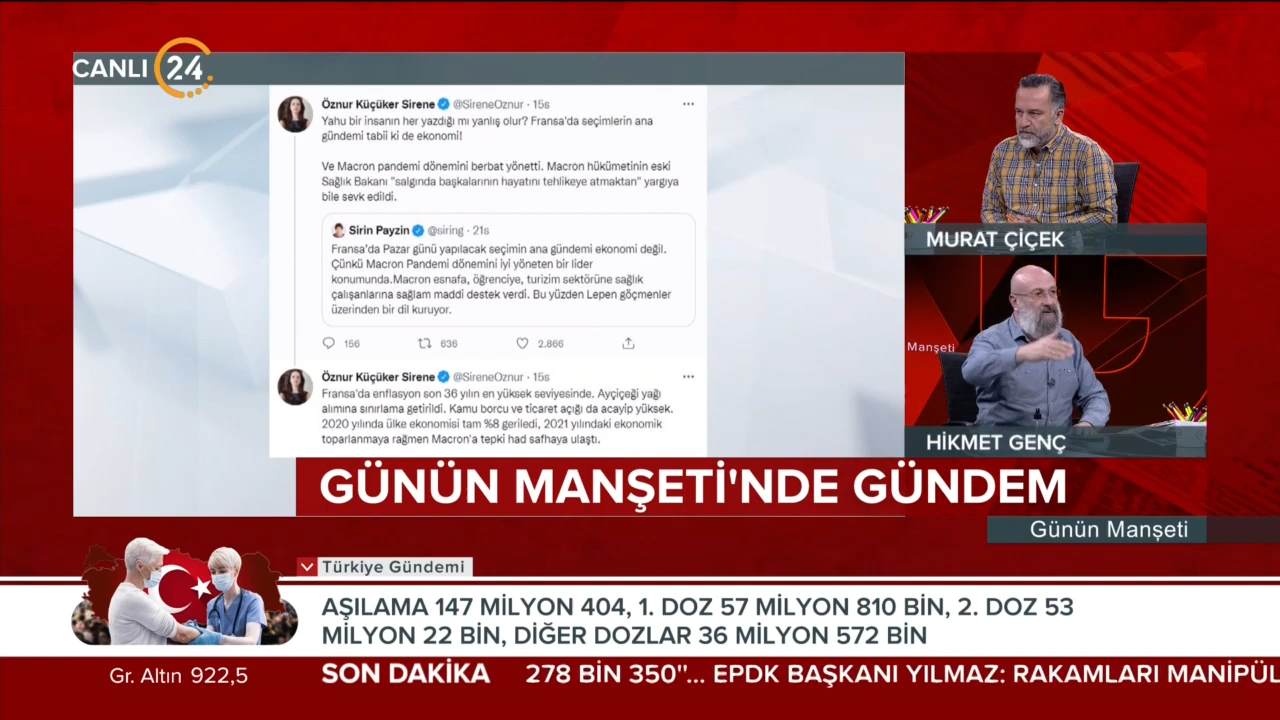 CANLI 24
Öznur Küçüker Sirene @SireneOznur · 15s
Yahu bir insanın her yazdığı mı yanlış olur? Fransa'da seçimlerin ana
gündemi tabii ki de ekonomi!
Ve Macron pandemi dönemini berbat yönetti. Macron hükümetinin eski
Sağlık Bakanı "salgında başkalarının hayatını tehlikeye atmaktan" yargıya
bile sevk edildi.
Sirin Payzin @siring · 21s
Fransa'da Pazar günü yapılacak seçimin ana gündemi ekonomi değil.
Çünkü Macron Pandemi dönemini iyi yöneten bir lider
konumunda.Macron esnafa, öğrenciye, turizim sektörüne sağlık
çalışanlarına sağlam maddi destek verdi. Bu yüzden Lepen göçmenler
üzerinden bir dil kuruyor.
156 636 2.866
Öznur Küçüker Sirene @SireneOznur · 15s
Fransa'da enflasyon son 36 yılın en yüksek seviyesinde. Ayçiçeği yağı
alımına sınırlama getirildi. Kamu borcu ve ticaret açığı da acayip yüksek.
2020 yılında ülke ekonomisi tam %8 geriledi, 2021 yılındaki ekonomik
toparlanmaya rağmen Macron'a tepki had safhaya ulaştı.
MURAT ÇİÇEK
Manşeti
HİKMET GENÇ
GÜNÜN MANŞETİ'NDE GÜNDEM
Günün Manşeti
Türkiye Gündemi
AŞILAMA 147 MİLYON 404, 1. DOZ 57 MİLYON 810 BİN, 2. DOZ 53
MİLYON 22 BİN, DİĞER DOZLAR 36 MİLYON 572 BİN
Gr. Altın 922,5
SON DAKİKA 278 BİN 350"... EPDK BAŞKANI YILMAZ: RAKAMLARI MANİPÜL